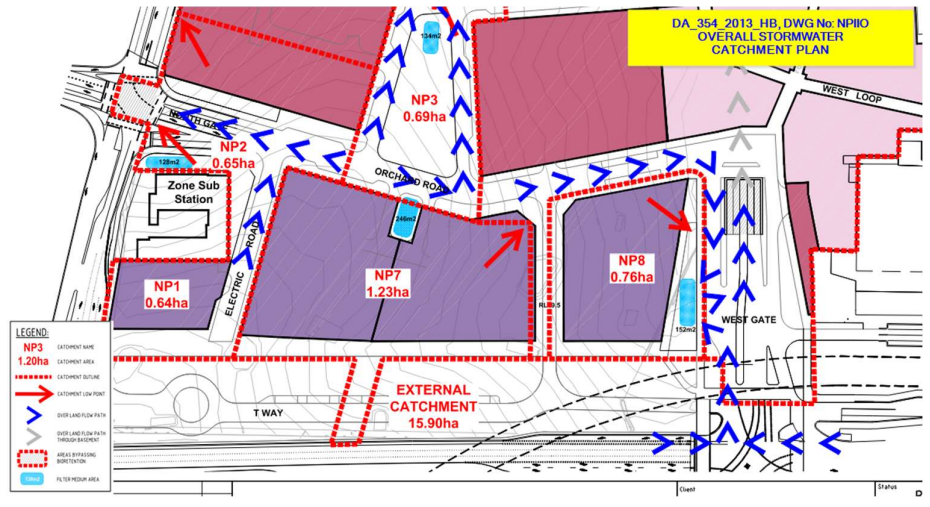 DA_354_2013_HB, DWG No: NPIIO
OVERALL STORMWATER
CATCHMENT PLAN
134m2
NP3
0.69ha
WEST LOOP
NORTH GATE
NP2
0.65ha
128m2
Zone Sub
Station
ORCHARD ROAD
246m2
ELECTRIC ROAD
NP1
0.64ha
NP7
1.23ha
NP8
0.76ha
152m2
WEST GATE
LEGEND:
NP3 CATCHMENT NAME
1.20ha CATCHMENT AREA
CATCHMENT OUTLINE
CATCHMENT LOW POINT
OVER LAND FLOW PATH
OVER LAND FLOW PATH
THROUGH BASEMENT
AREAS BYPASSING
BIORETENTION
FILTER MEDIUM AREA
EXTERNAL
CATCHMENT
15.90ha
T WAY
Client
Status